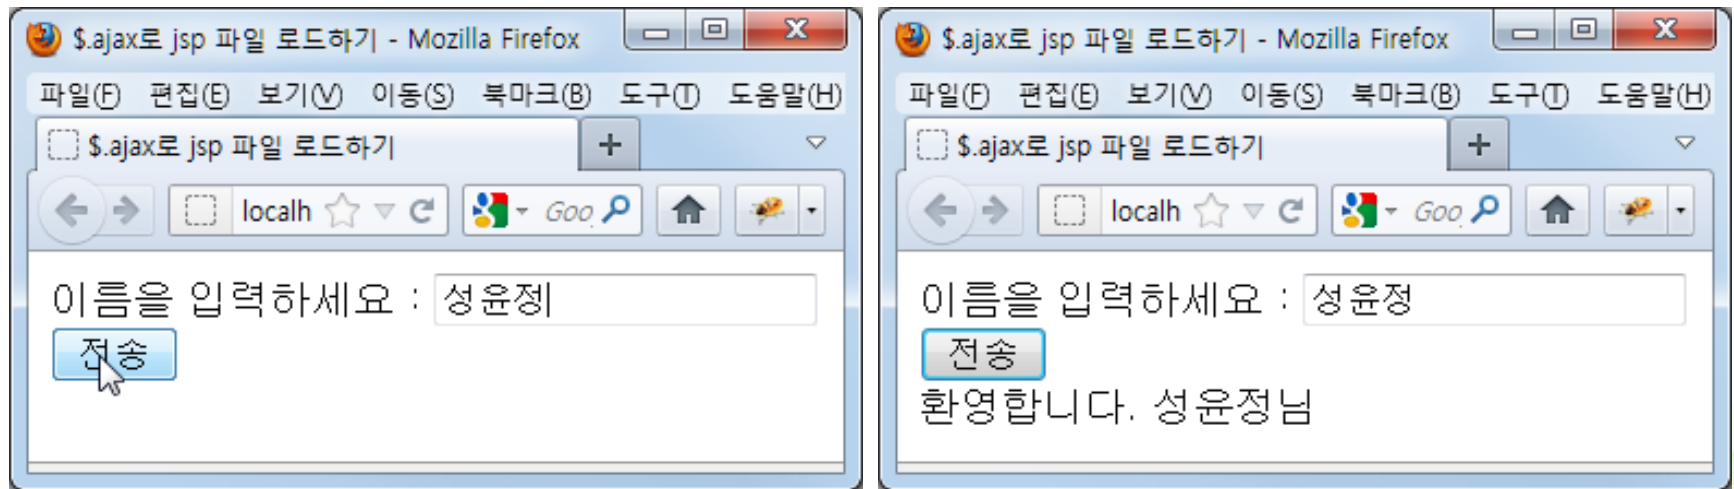 $.ajax로 jsp 파일 로드하기 - Mozilla Firefox
파일(F) 편집(E) 보기(V) 이동(S) 북마크(B) 도구(T) 도움말(H)
$.ajax로 jsp 파일 로드하기
localh Goo
이름을 입력하세요 : 성윤정
전송
$.ajax로 jsp 파일 로드하기 - Mozilla Firefox
파일(F) 편집(E) 보기(V) 이동(S) 북마크(B) 도구(T) 도움말(H)
$.ajax로 jsp 파일 로드하기
localh Goo
이름을 입력하세요 : 성윤정
전송
환영합니다. 성윤정님